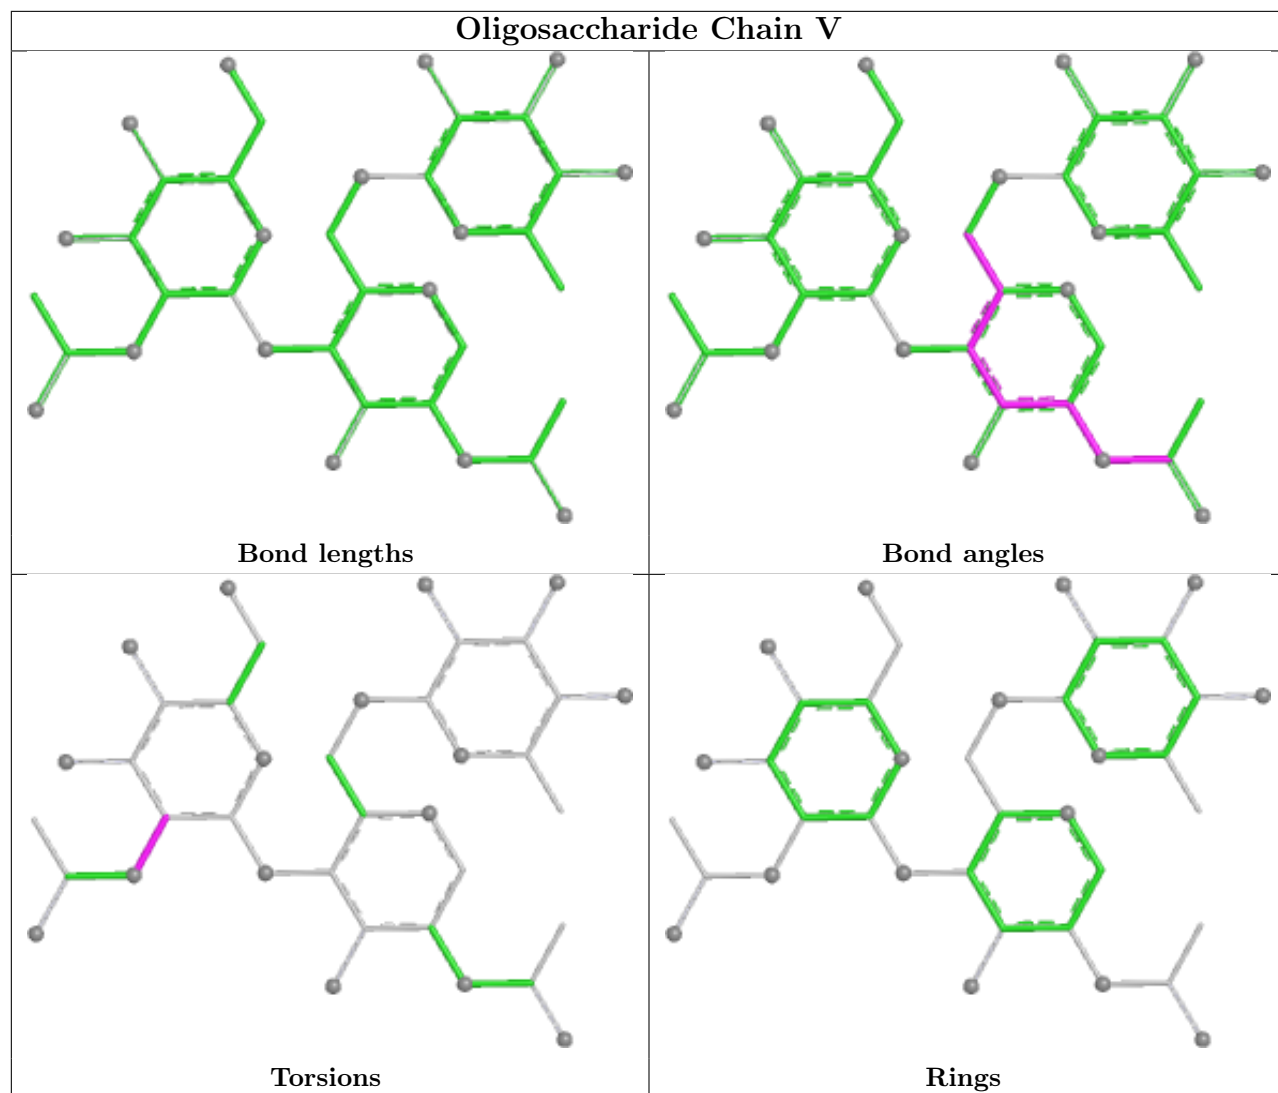 Oligosaccharide Chain V
Bond lengths
Bond angles
Torsions
Rings